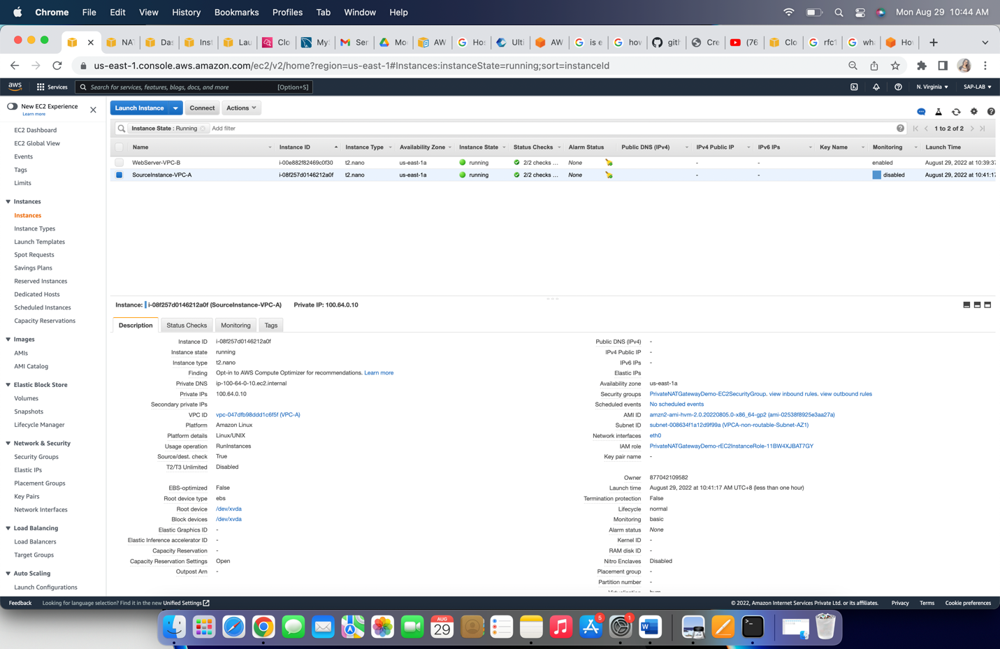 Chrome File Edit View History Bookmarks Profiles Tab Window Help Mon Aug 29 10:44 AM
NAT Das Inst Lau Clo My Ser Mo AW Hos Ulti AW is e how gith Cre (76 Clo rfc1 wha Ho
us-east-1.console.aws.amazon.com/ec2/v2/home?region=us-east-1#Instances:instanceState=running;sort=instanceId
aws Services Search for services, features, blogs, docs, and more [Option+S] N. Virginia SAP-LAB
New EC2 Experience
Learn more
EC2 Dashboard
EC2 Global View
Events
Tags
Limits
Instances
Instances
Instance Types
Launch Templates
Spot Requests
Savings Plans
Reserved Instances
Dedicated Hosts
Scheduled Instances
Capacity Reservations
Images
AMIs
AMI Catalog
Elastic Block Store
Volumes
Snapshots
Lifecycle Manager
Network & Security
Security Groups
Elastic IPs
Placement Groups
Key Pairs
Network Interfaces
Load Balancing
Load Balancers
Target Groups
Auto Scaling
Launch Configurations
Launch Instance Connect Actions
Instance State : Running Add filter 1 to 2 of 2
Name Instance ID Instance Type Availability Zone Instance State Status Checks Alarm Status Public DNS (IPv4) IPv4 Public IP IPv6 IPs Key Name Monitoring Launch Time
WebServer-VPC-B i-00e882f82469c0f30 t2.nano us-east-1a running 2/2 checks ... None - - enabled August 29, 2022 at 10:39:37
SourceInstance-VPC-A i-08f257d0146212a0f t2.nano us-east-1a running 2/2 checks ... None - - disabled August 29, 2022 at 10:41:17
Instance: i-08f257d0146212a0f (SourceInstance-VPC-A) Private IP: 100.64.0.10
Description Status Checks Monitoring Tags
Instance ID i-08f257d0146212a0f
Instance state running
Instance type t2.nano
Finding Opt-in to AWS Compute Optimizer for recommendations. Learn more
Private DNS ip-100-64-0-10.ec2.internal
Private IPs 100.64.0.10
Secondary private IPs
VPC ID vpc-047dfb98ddd1c6f5f (VPC-A)
Platform Amazon Linux
Platform details Linux/UNIX
Usage operation RunInstances
Source/dest. check True
T2/T3 Unlimited Disabled
EBS-optimized False
Root device type ebs
Root device /dev/xvda
Block devices /dev/xvda
Elastic Graphics ID -
Elastic Inference accelerator ID -
Capacity Reservation -
Capacity Reservation Settings Open
Outpost Arn -
Public DNS (IPv4) -
IPv4 Public IP -
IPv6 IPs -
Elastic IPs
Availability zone us-east-1a
Security groups PrivateNATGatewayDemo-EC2SecurityGroup. view inbound rules. view outbound rules
Scheduled events No scheduled events
AMI ID amzn2-ami-hvm-2.0.20220805.0-x86_64-gp2 (ami-02538f8925e3aa27a)
Subnet ID subnet-008634f1a12d9f99a (VPCA-non-routable-Subnet-AZ1)
Network interfaces eth0
IAM role PrivateNATGatewayDemo-rEC2InstanceRole-11BW4XJBAT7GY
Key pair name -
Owner 877042109582
Launch time August 29, 2022 at 10:41:17 AM UTC+8 (less than one hour)
Termination protection False
Lifecycle normal
Monitoring basic
Alarm status None
Kernel ID -
RAM disk ID -
Nitro Enclaves Disabled
Placement group -
Partition number -
Feedback Looking for language selection? Find it in the new Unified Settings © 2022, Amazon Internet Services Private Ltd. or its affiliates. Privacy Terms Cookie preferences
AUG
29
5
1